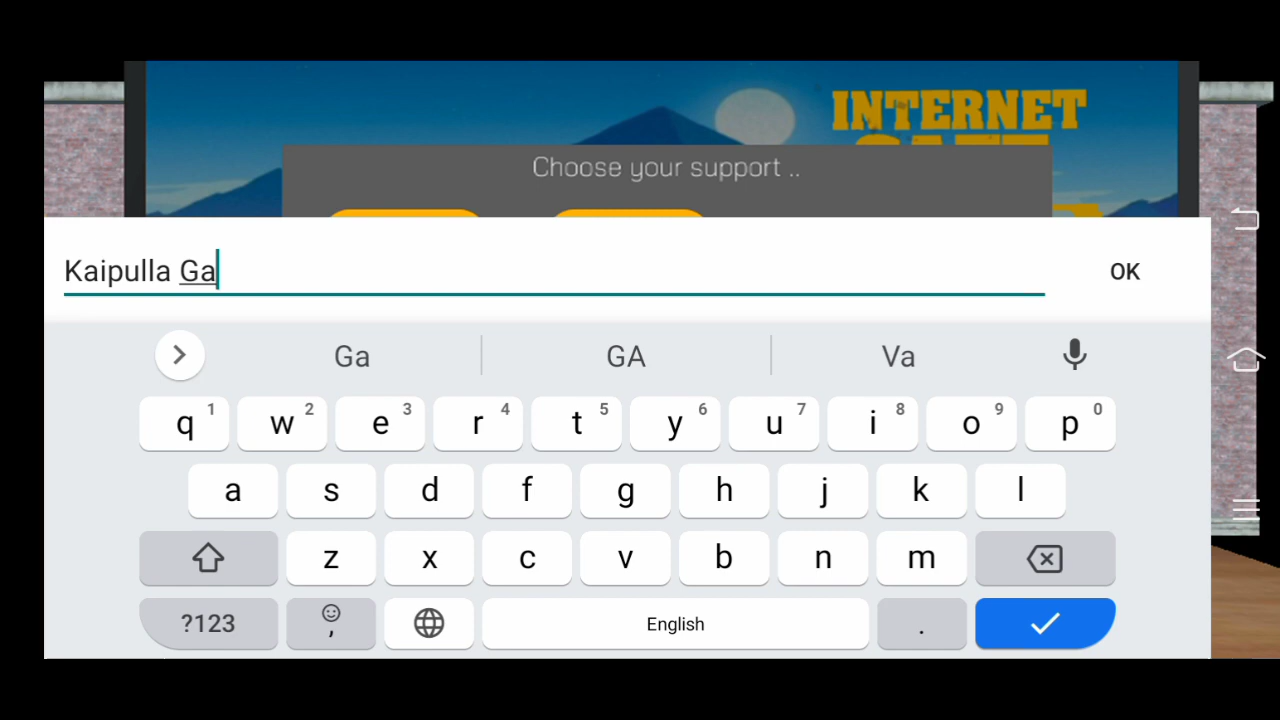 INTERNET
CAFE
Choose your support ..
Kaipulla Ga
OK
Ga GA Va
q 1 w 2 e 3 r 4 t 5 y 6 u 7 i 8 o 9 p 0
a s d f g h j k l
z x c v b n m
?123 , English .